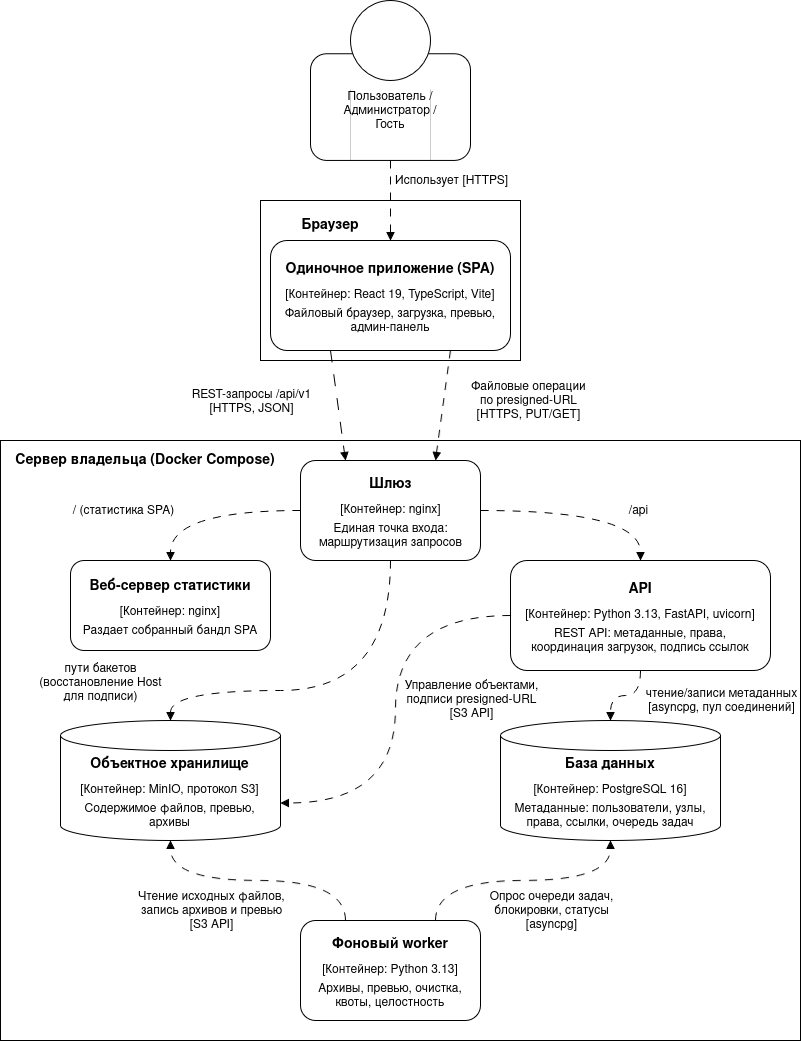 Пользователь /
Администратор /
Гость
Использует [HTTPS]
Браузер
Одиночное приложение (SPA)
[Контейнер: React 19, TypeScript, Vite]
Файловый браузер, загрузка, превью,
админ-панель
REST-запросы /api/v1
[HTTPS, JSON]
Файловые операции
по presigned-URL
[HTTPS, PUT/GET]
Сервер владельца (Docker Compose)
Шлюз
[Контейнер: nginx]
Единая точка входа:
маршрутизация запросов
/ (статистика SPA)
/api
Веб-сервер статистики
[Контейнер: nginx]
Раздает собранный бандл SPA
API
[Контейнер: Python 3.13, FastAPI, uvicorn]
REST API: метаданные, права,
координация загрузок, подпись ссылок
пути бакетов
(восстановление Host
для подписи)
Управление объектами,
подписи presigned-URL
[S3 API]
чтение/записи метаданных
[asyncpg, пул соединений]
Объектное хранилище
[Контейнер: MinIO, протокол S3]
Содержимое файлов, превью,
архивы
База данных
[Контейнер: PostgreSQL 16]
Метаданные: пользователи, узлы,
права, ссылки, очередь задач
Чтение исходных файлов,
запись архивов и превью
[S3 API]
Опрос очереди задач,
блокировки, статусы
[asyncpg]
Фоновый worker
[Контейнер: Python 3.13]
Архивы, превью, очистка,
квоты, целостность